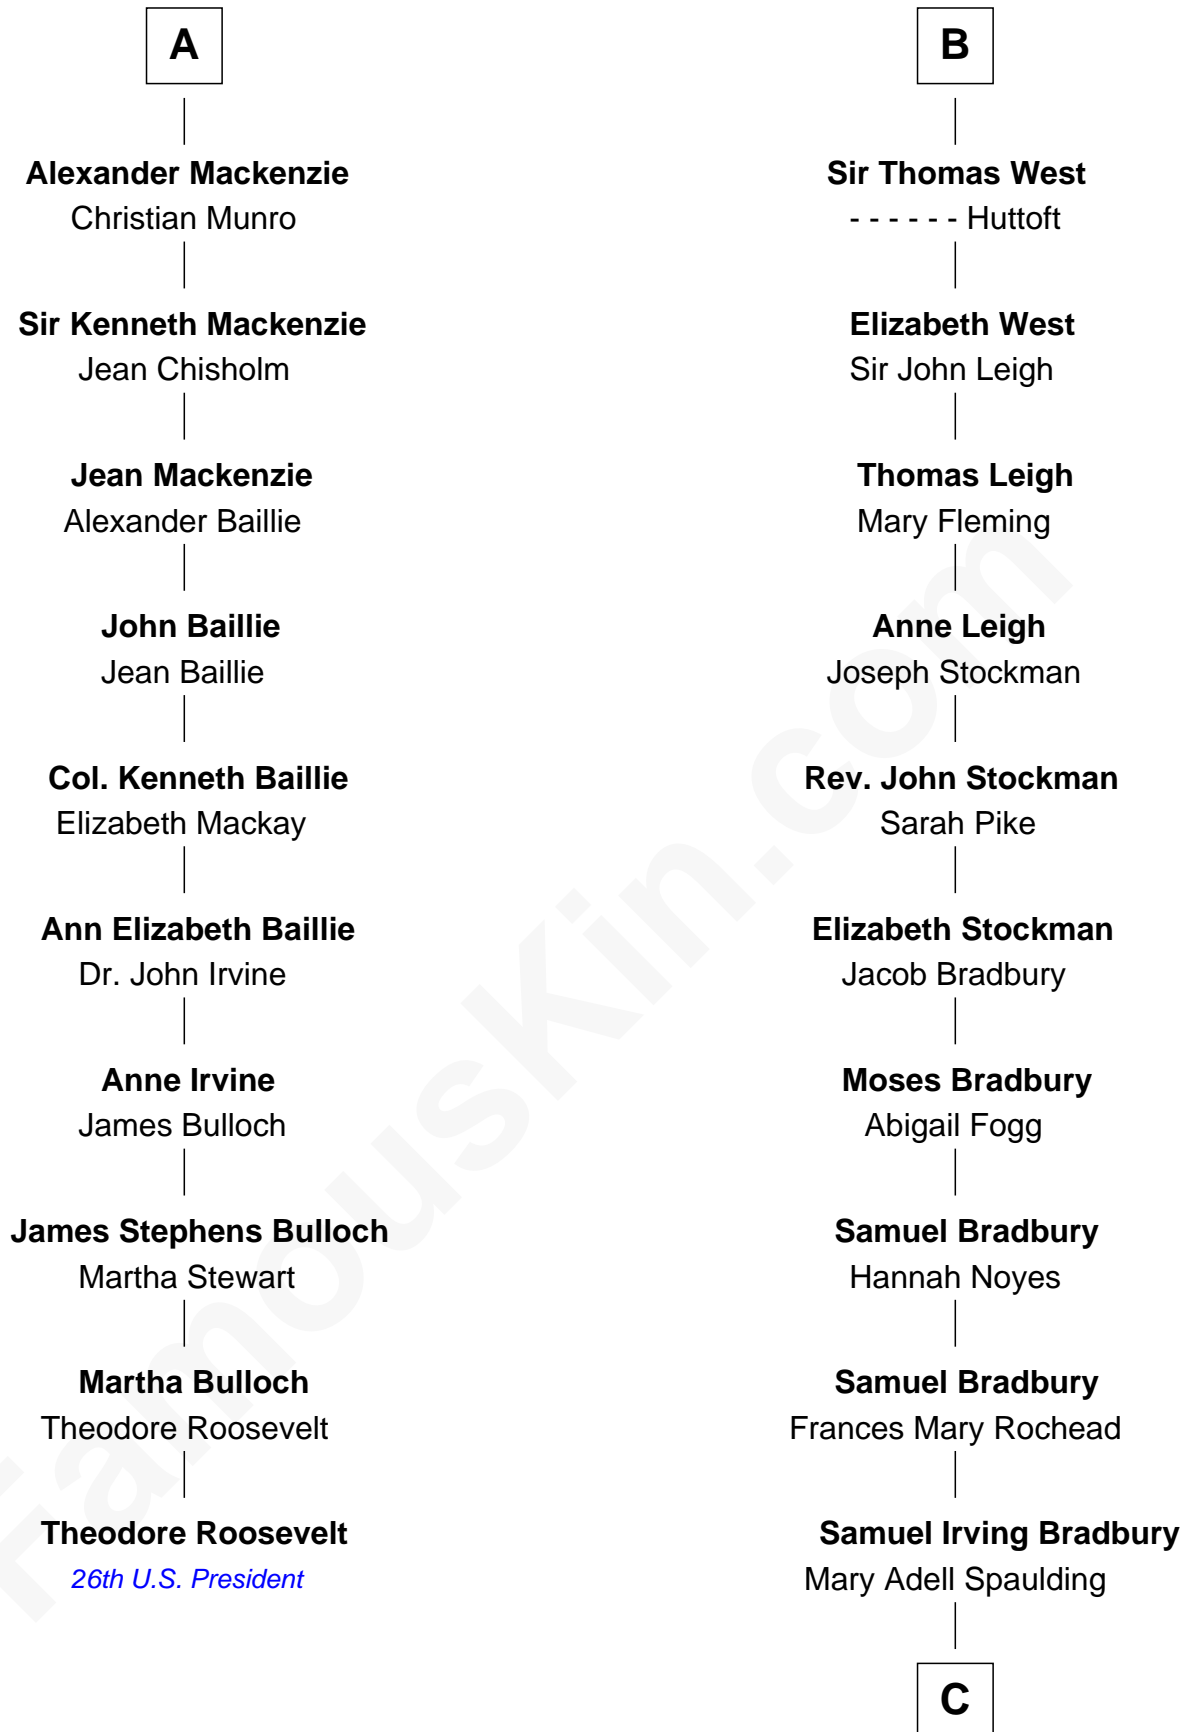 A
Alexander Mackenzie
Christian Munro
Sir Kenneth Mackenzie
Jean Chisholm
Jean Mackenzie
Alexander Baillie
John Baillie
Jean Baillie
Col. Kenneth Baillie
Elizabeth Mackay
Ann Elizabeth Baillie
Dr. John Irvine
Anne Irvine
James Bulloch
James Stephens Bulloch
Martha Stewart
Martha Bulloch
Theodore Roosevelt
Theodore Roosevelt
26th U.S. President
B
Sir Thomas West
- - - - - - Huttoft
Elizabeth West
Sir John Leigh
Thomas Leigh
Mary Fleming
Anne Leigh
Joseph Stockman
Rev. John Stockman
Sarah Pike
Elizabeth Stockman
Jacob Bradbury
Moses Bradbury
Abigail Fogg
Samuel Bradbury
Hannah Noyes
Samuel Bradbury
Frances Mary Rochead
Samuel Irving Bradbury
Mary Adell Spaulding
C
FamousKin.com